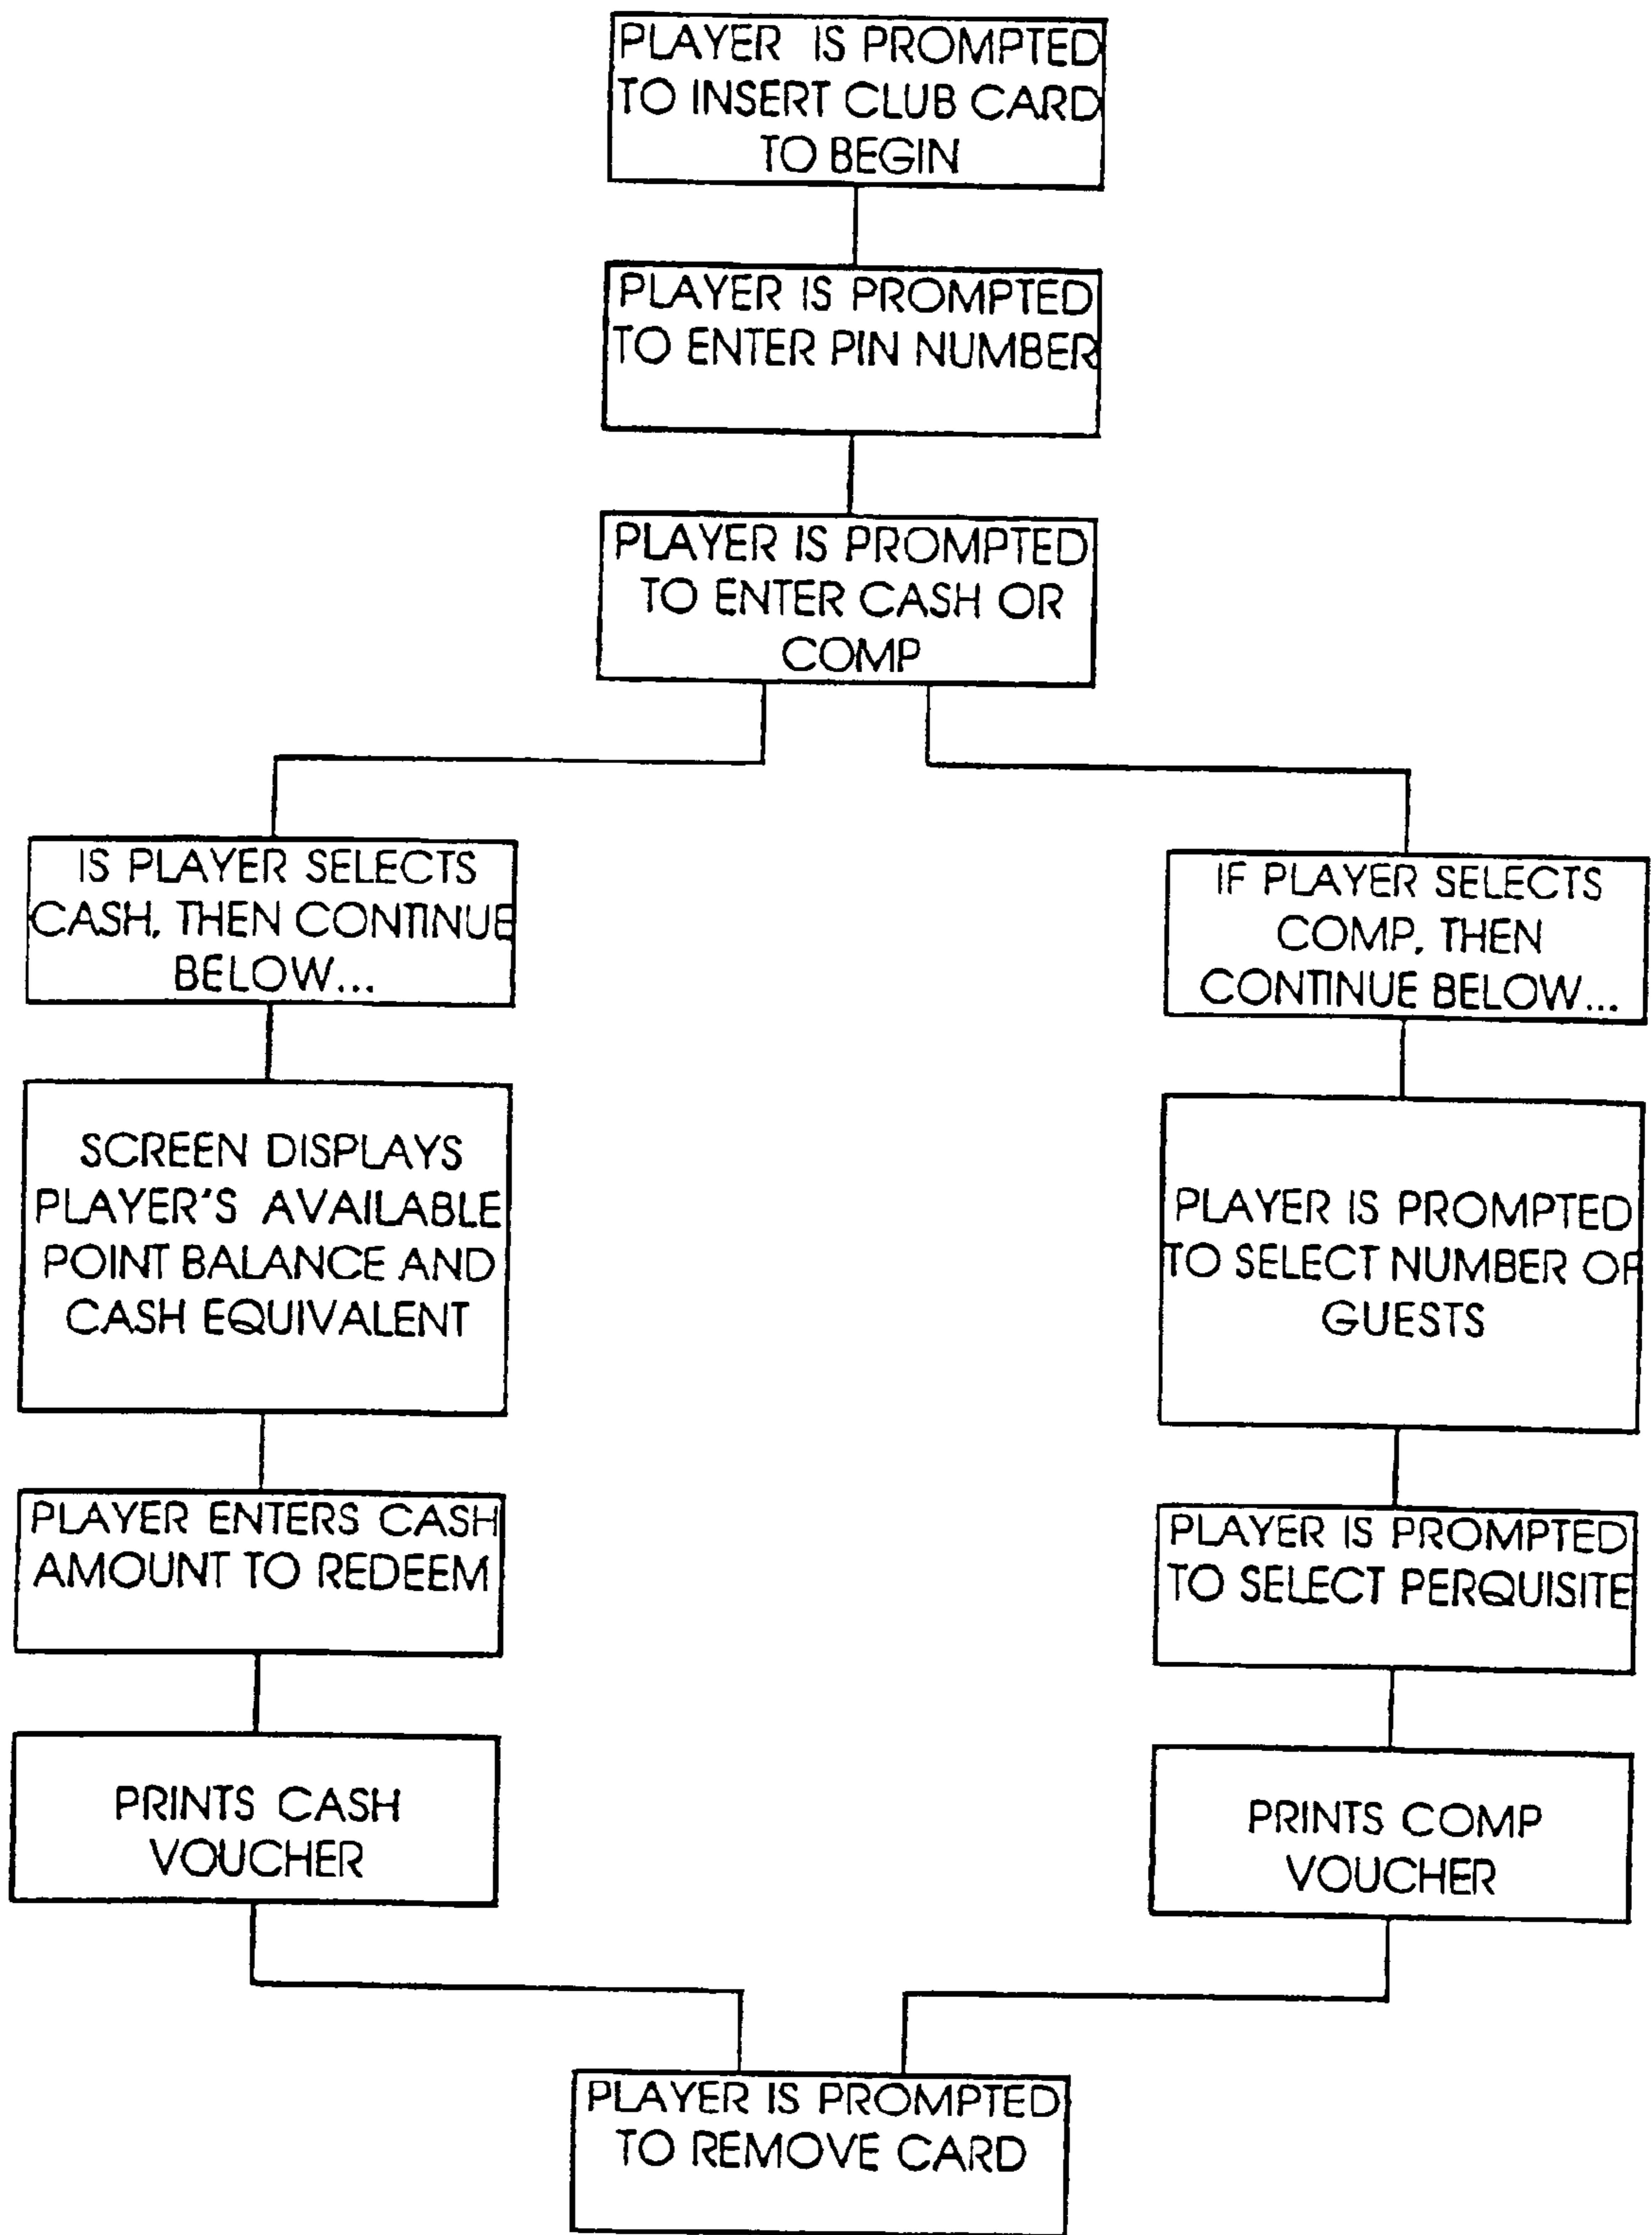 PLAYER IS PROMPTED
TO INSERT CLUB CARD
TO BEGIN
PLAYER IS PROMPTED
TO ENTER PIN NUMBER
PLAYER IS PROMPTED
TO ENTER CASH OR
COMP
IS PLAYER SELECTS
CASH, THEN CONTINUE
BELOW...
SCREEN DISPLAYS
PLAYER'S AVAILABLE
POINT BALANCE AND
CASH EQUIVALENT
PLAYER ENTERS CASH
AMOUNT TO REDEEM
PRINTS CASH
VOUCHER
IF PLAYER SELECTS
COMP, THEN
CONTINUE BELOW...
PLAYER IS PROMPTED
TO SELECT NUMBER OF
GUESTS
PLAYER IS PROMPTED
TO SELECT PERQUISITE
PRINTS COMP
VOUCHER
PLAYER IS PROMPTED
TO REMOVE CARD